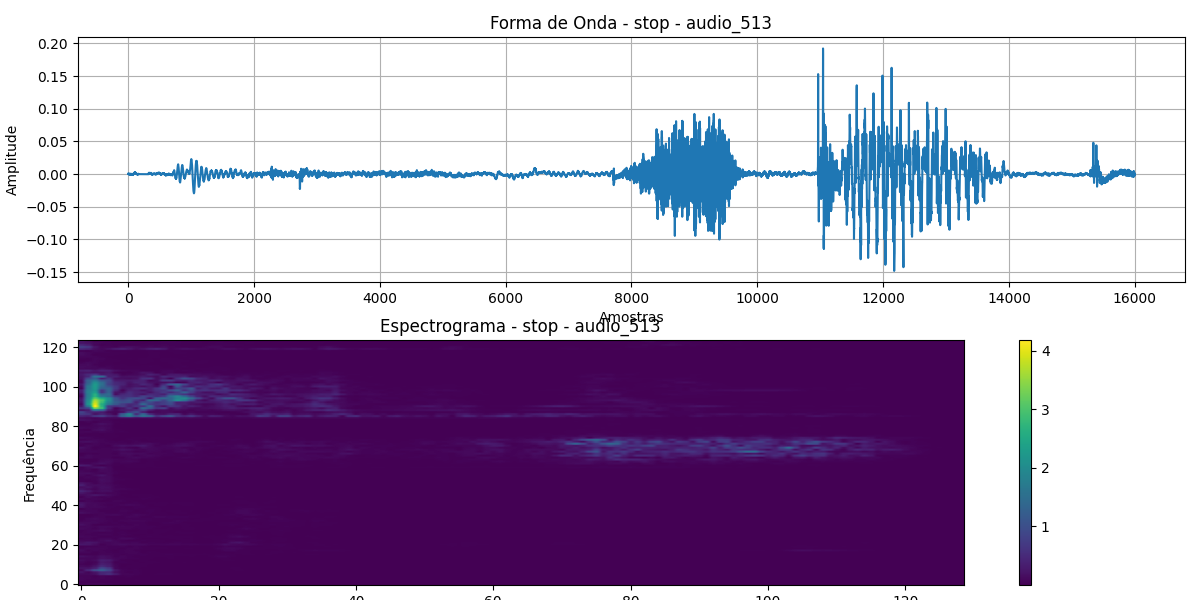 Forma de Onda - stop - audio_513
Amplitude
0.20
0.15
0.10
0.05
0.00
−0.05
−0.10
−0.15
0 2000 4000 6000 8000 10000 12000 14000 16000
Amostras
Espectrograma - stop - audio_513
Frequência
120
100
80
60
40
20
0
0 20 40 60 80 100 120
4
3
2
1